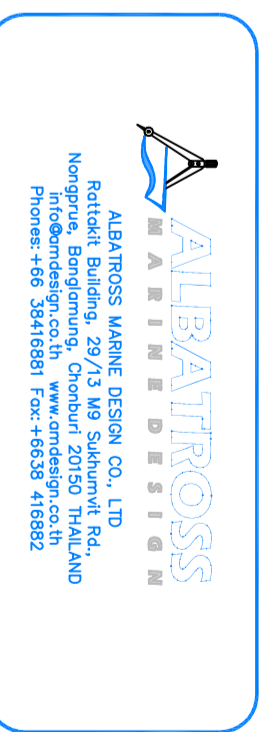 ALBATROSS
MARINE DESIGN
ALBATROSS MARINE DESIGN CO., LTD
Rattakit Building, 29/13 M9 Sukhumvit Rd.,
Nongprue, Banglamung, Chonburi 20150 THAILAND
info@amdesign.co.th www.amdesign.co.th
Phones: +66 38416881 Fax: +6638 416882